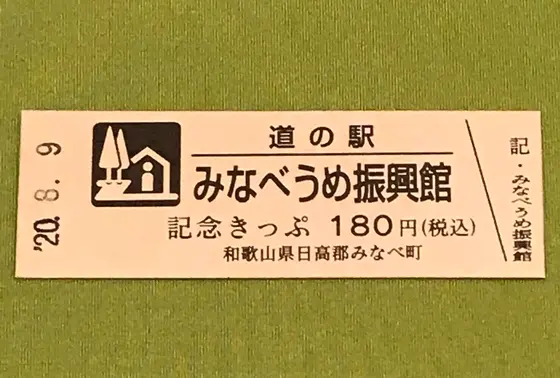 '20. 8. 9
道の駅
みなべうめ振興館
記念きっぷ 180円(税込)
和歌山県日高郡みなべ町
記・みなべうめ振興館